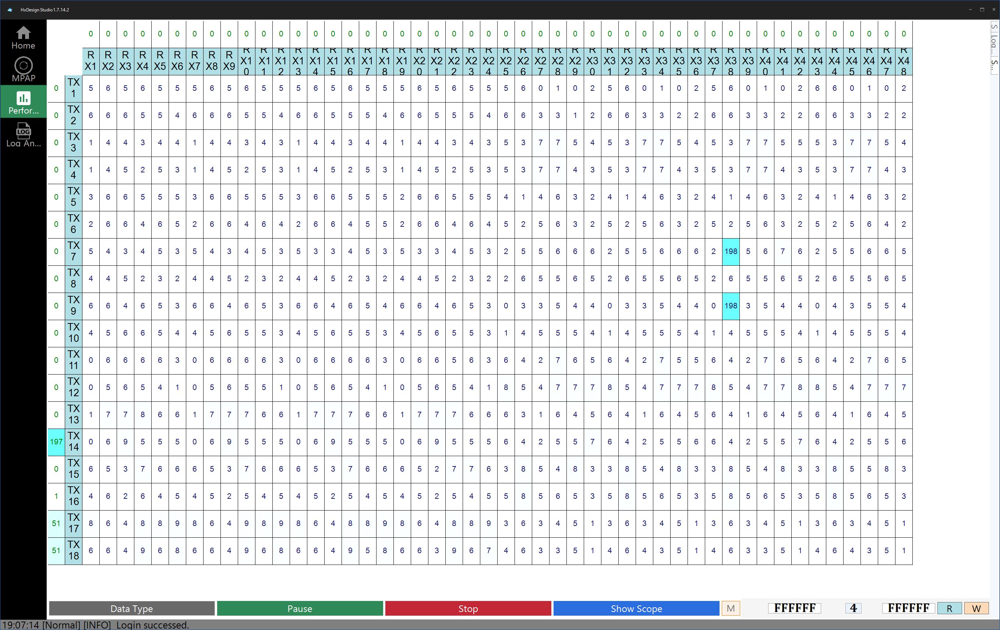 HxDesign Studio 1.7.14.2
Home
MPAP
Perfor...
LOG
Log An...
S
Log...
S...
0 0 0 0 0 0 0 0 0 0 0 0 0 0 0 0 0 0 0 0 0 0 0 0 0 0 0 0 0 0 0 0 0 0 0 0 0 0 0 0 0 0 0 0 0 0 0 0
RX1 RX2 RX3 RX4 RX5 RX6 RX7 RX8 RX9 RX10 RX11 RX12 RX13 RX14 RX15 RX16 RX17 RX18 RX19 RX20 RX21 RX22 RX23 RX24 RX25 RX26 RX27 RX28 RX29 RX30 RX31 RX32 RX33 RX34 RX35 RX36 RX37 RX38 RX39 RX40 RX41 RX42 RX43 RX44 RX45 RX46 RX47 RX48
0 TX1 5 6 5 6 5 5 5 6 5 6 5 5 5 6 5 6 5 5 5 6 5 6 5 5 5 6 0 1 0 2 5 6 0 1 0 2 5 6 0 1 0 2 6 6 0 1 0 2
0 TX2 6 6 6 5 5 4 6 6 6 5 5 4 6 6 5 5 5 4 6 6 5 5 5 4 6 6 3 3 1 2 6 6 3 3 2 2 6 6 3 3 2 2 6 6 3 3 2 2
0 TX3 1 4 4 3 4 4 1 4 4 3 4 3 1 4 4 3 4 4 1 4 4 3 4 3 5 3 7 7 5 4 5 3 7 7 5 4 5 3 7 7 5 5 5 3 7 7 5 4
0 TX4 1 4 5 2 5 3 1 4 5 2 5 3 1 4 5 2 5 3 1 4 5 2 5 3 5 3 7 7 4 3 5 3 7 7 4 3 5 3 7 7 4 3 5 3 7 7 4 3
0 TX5 3 6 6 5 5 5 3 6 6 5 5 5 3 6 6 5 5 5 2 6 6 5 5 5 4 1 4 6 3 2 4 1 4 6 3 2 4 1 4 6 3 2 4 1 4 6 3 2
0 TX6 2 6 6 4 6 5 2 6 6 4 6 4 2 6 6 4 5 5 2 6 6 4 6 4 5 2 5 6 3 2 5 2 5 6 3 2 5 2 5 6 3 2 5 2 5 6 4 2
0 TX7 5 4 3 4 5 3 5 4 3 4 5 3 5 3 3 4 5 3 5 3 3 4 5 3 2 5 5 6 6 6 2 5 5 6 6 6 2 198 5 6 7 6 2 5 5 6 6 5
0 TX8 4 4 5 2 3 2 4 4 5 2 3 2 4 4 5 2 3 2 4 4 5 2 3 2 2 6 5 5 6 5 2 6 5 5 6 5 2 6 5 5 6 5 2 6 5 5 6 5
0 TX9 6 6 4 6 5 3 6 6 4 6 5 3 6 6 4 6 5 4 6 6 4 6 5 3 0 3 3 5 4 4 0 3 3 5 4 4 0 198 3 5 4 4 0 4 3 5 5 4
0 TX10 4 5 6 6 5 4 4 5 6 5 5 3 4 5 6 5 5 3 4 5 6 5 5 3 1 4 5 5 5 4 1 4 5 5 5 4 1 4 5 5 5 4 1 4 5 5 5 4
0 TX11 0 6 6 6 6 3 0 6 6 6 6 3 0 6 6 6 6 3 0 6 6 5 6 3 6 4 2 7 6 5 6 4 2 7 5 5 6 4 2 7 6 5 6 4 2 7 6 5
0 TX12 0 5 6 5 4 1 0 5 6 5 5 1 0 5 6 5 4 1 0 5 6 5 4 1 8 5 4 7 7 7 8 5 4 7 7 7 8 5 4 7 7 8 8 5 4 7 7 7
0 TX13 1 7 7 8 6 6 1 7 7 7 6 6 1 7 7 7 6 6 1 7 7 7 6 6 6 3 1 6 4 5 6 4 1 6 4 5 6 4 1 6 4 5 6 4 1 6 4 5
197 TX14 0 6 9 5 5 5 0 6 9 5 5 5 0 6 9 5 5 5 0 6 9 5 5 5 6 4 2 5 5 7 6 4 2 5 5 6 6 4 2 5 5 7 6 4 2 5 5 6
0 TX15 6 5 3 7 6 6 6 5 3 7 6 6 6 5 3 7 6 6 6 5 2 7 7 6 3 8 5 4 8 3 3 8 5 4 8 3 3 8 5 4 8 3 3 8 5 5 8 3
1 TX16 4 6 2 6 4 5 4 5 2 5 4 5 4 5 2 5 4 5 4 5 2 5 4 5 5 8 5 6 5 3 5 8 5 6 5 3 5 8 5 6 5 3 5 8 5 6 5 3
51 TX17 8 6 4 8 8 9 8 6 4 9 8 9 8 6 4 8 8 9 8 6 4 8 8 9 3 6 3 4 5 1 3 6 3 4 5 1 3 6 3 4 5 1 3 6 3 4 5 1
51 TX18 6 6 4 9 6 8 6 6 4 9 6 8 6 6 4 9 5 8 6 6 3 9 6 7 4 6 3 3 5 1 4 6 4 3 5 1 4 6 3 3 5 1 4 6 4 3 5 1
Data Type Pause Stop Show Scope M FFFFFF 4 FFFFFF R W
19:07:14 [Normal] [INFO] Login successed.